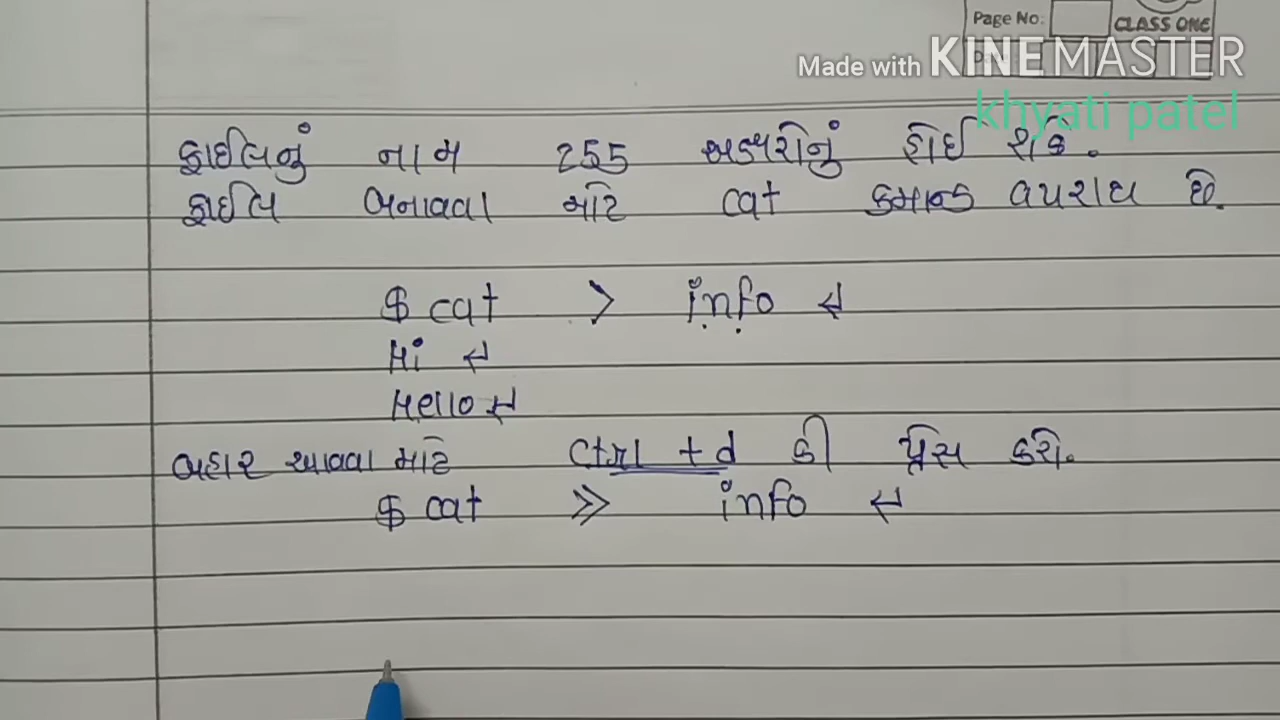 Page No:
CLASS ONE
Made with KINEMASTER
khyati patel
ફાઈલનું નામ 255 અક્ષરોનું હોઈ શકે.
ફાઈલ બનાવવા માટે cat કમાન્ડ વપરાય છે.
$ cat > info ↵
Hi ↵
Hello ↵
બહાર આવવા માટે Ctrl + d કી પ્રેસ કરો.
$ cat >> info ↵